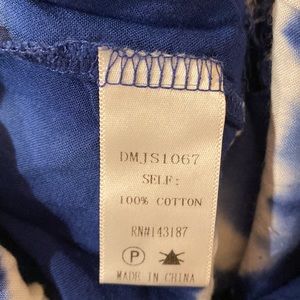 DMJS1067
SELF:
100% COTTON
RN#143187
P
MADE IN CHINA